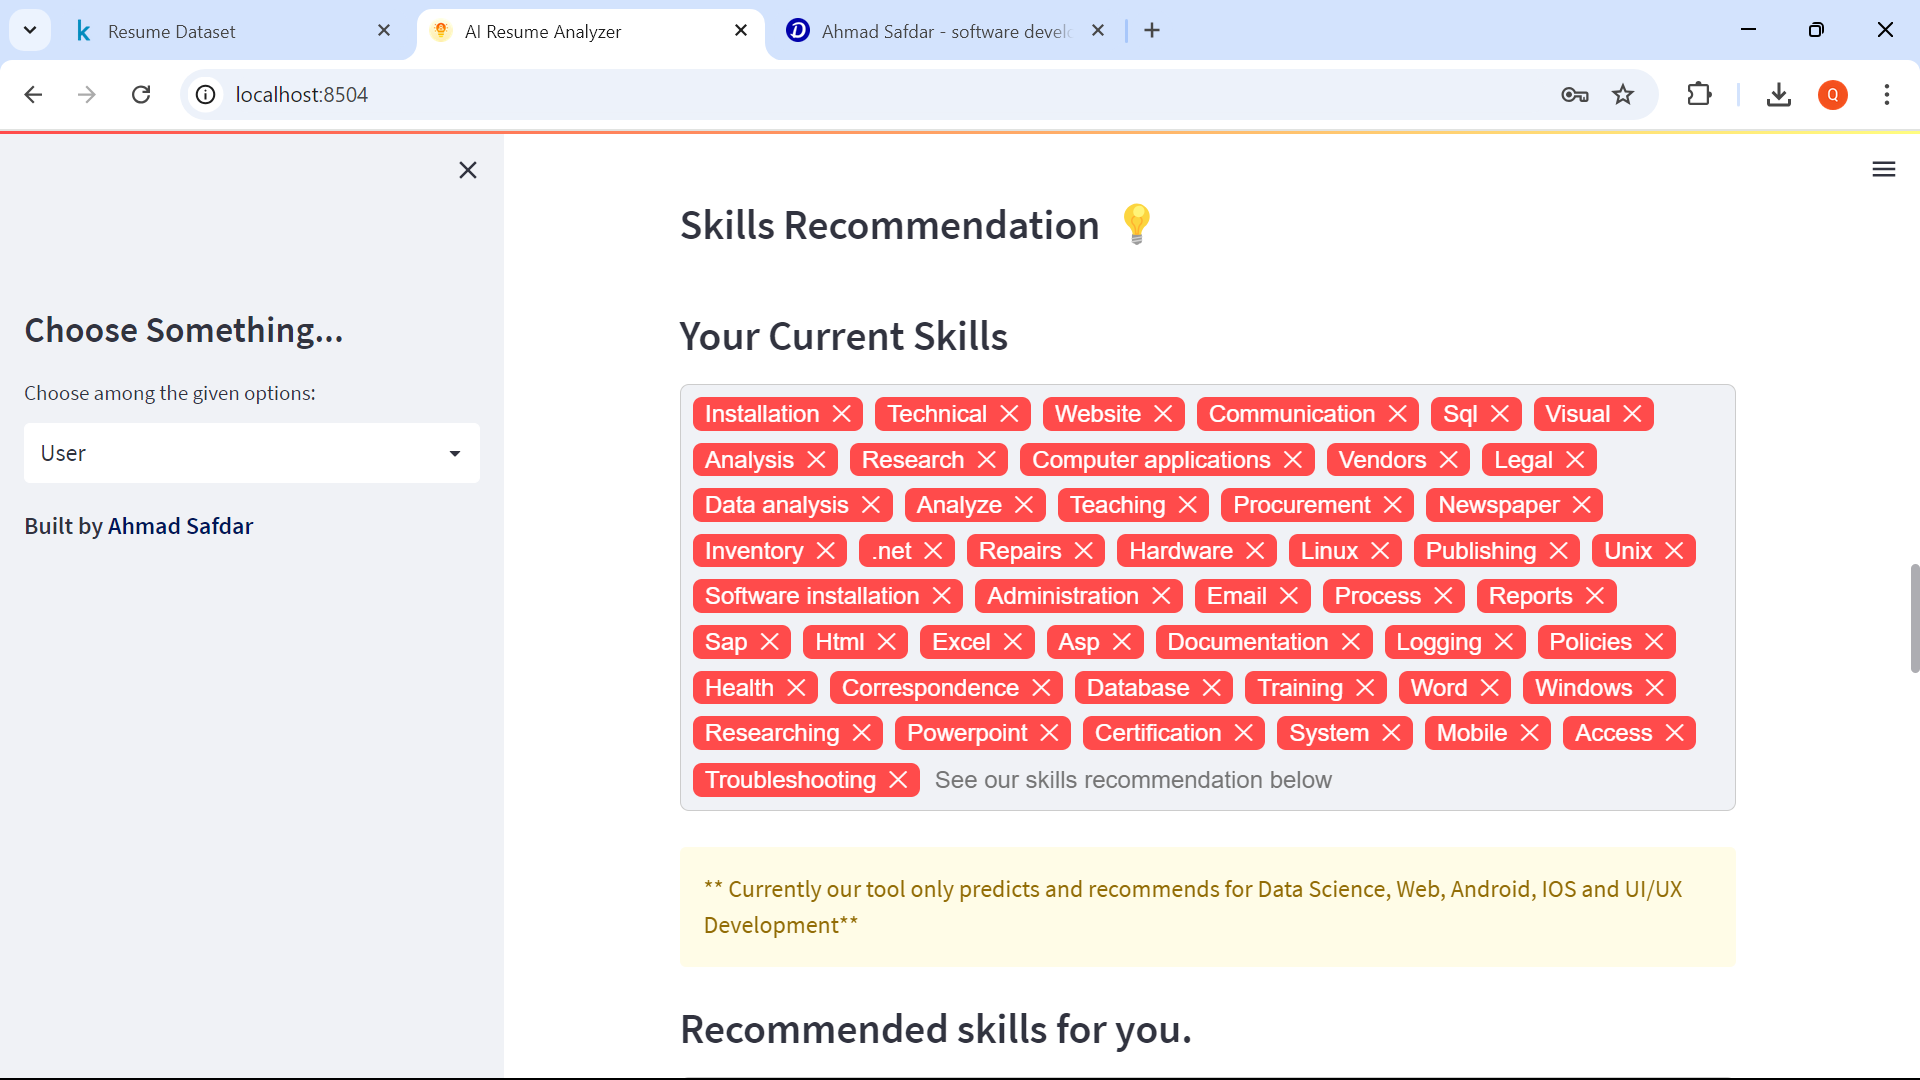 Resume Dataset
AI Resume Analyzer
Ahmad Safdar - software devel
localhost:8504
Q
Choose Something...
Choose among the given options:
User
Built by Ahmad Safdar
Skills Recommendation
Your Current Skills
Installation Technical Website Communication Sql Visual
Analysis Research Computer applications Vendors Legal
Data analysis Analyze Teaching Procurement Newspaper
Inventory .net Repairs Hardware Linux Publishing Unix
Software installation Administration Email Process Reports
Sap Html Excel Asp Documentation Logging Policies
Health Correspondence Database Training Word Windows
Researching Powerpoint Certification System Mobile Access
Troubleshooting See our skills recommendation below
** Currently our tool only predicts and recommends for Data Science, Web, Android, IOS and UI/UX
Development**
Recommended skills for you.